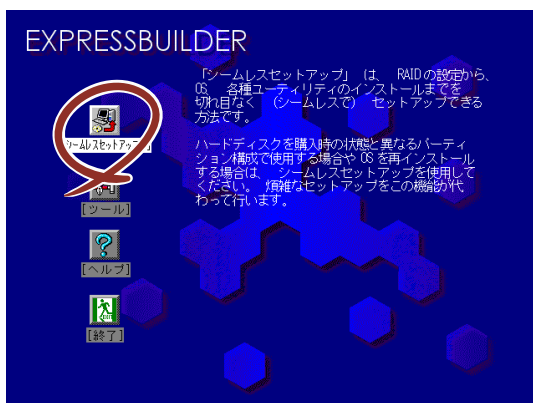 EXPRESSBUILDER
「シームレスセットアップ」 は、 RAIDの設定から、
OS、 各種ユーティリティのインストールまでを
切れ目なく （シームレスで） セットアップできる
方法です。
ハードディスクを購入時の状態と異なるパーティ
ション構成で使用する場合や OS を再インストール
する場合は、 シームレスセットアップを使用して
ください。 煩雑なセットアップをこの機能が代
わって行います。
シームレスセットアップ
[ツール]
[ヘルプ]
EXIT
[終了]